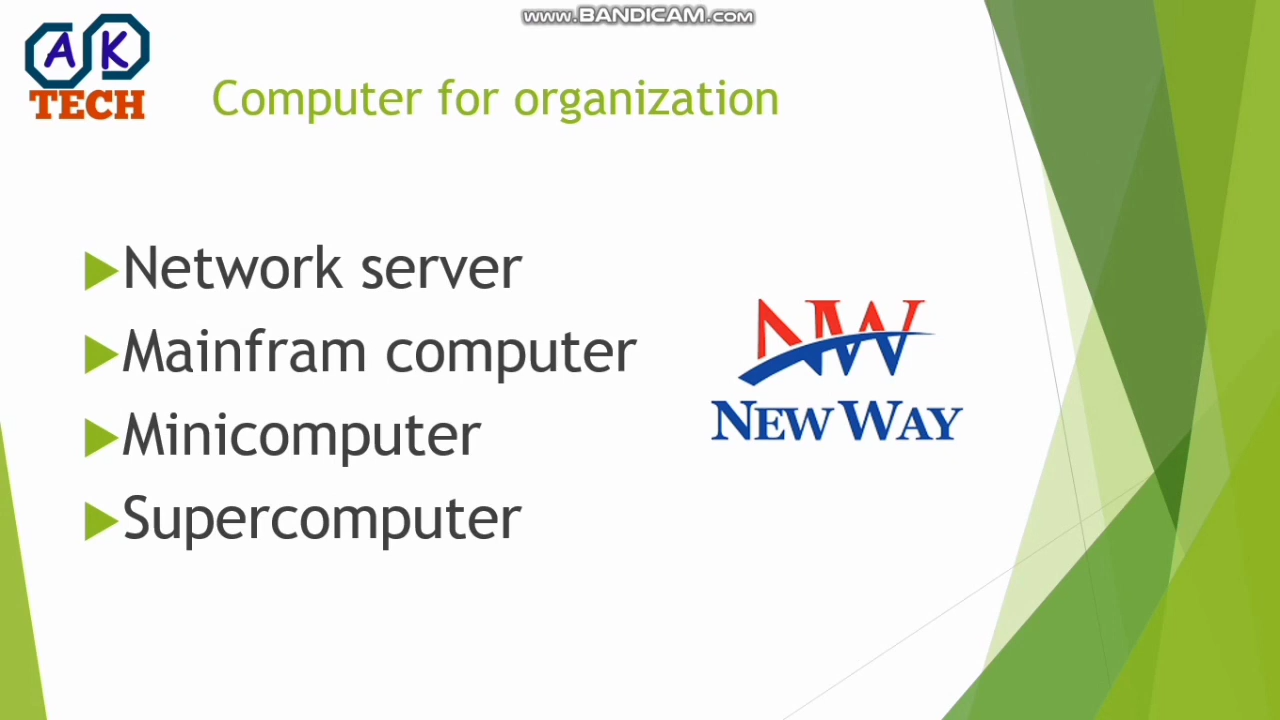 www.BANDICAM.com
A K
TECH
Computer for organization
Network server
Mainfram computer
Minicomputer
Supercomputer
NW
NEW WAY